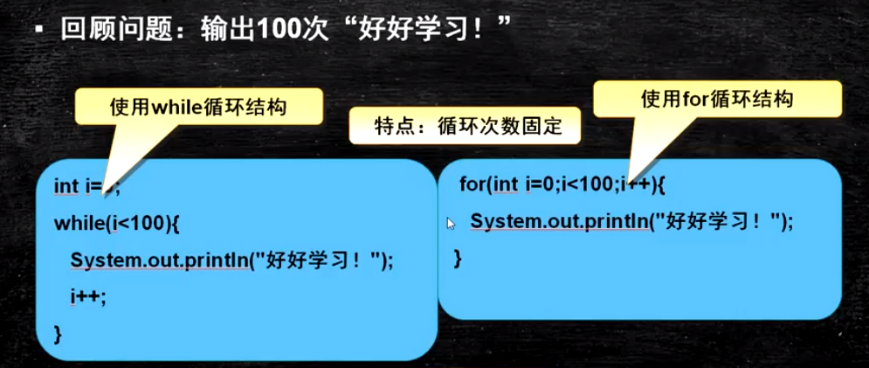 ▪ 回顾问题：输出100次“好好学习！”
使用while循环结构
特点：循环次数固定
使用for循环结构
int i= ;
while(i<100){
System.out.println("好好学习！");
i++;
}
for(int i=0;i<100;i++){
System.out.println("好好学习！");
}